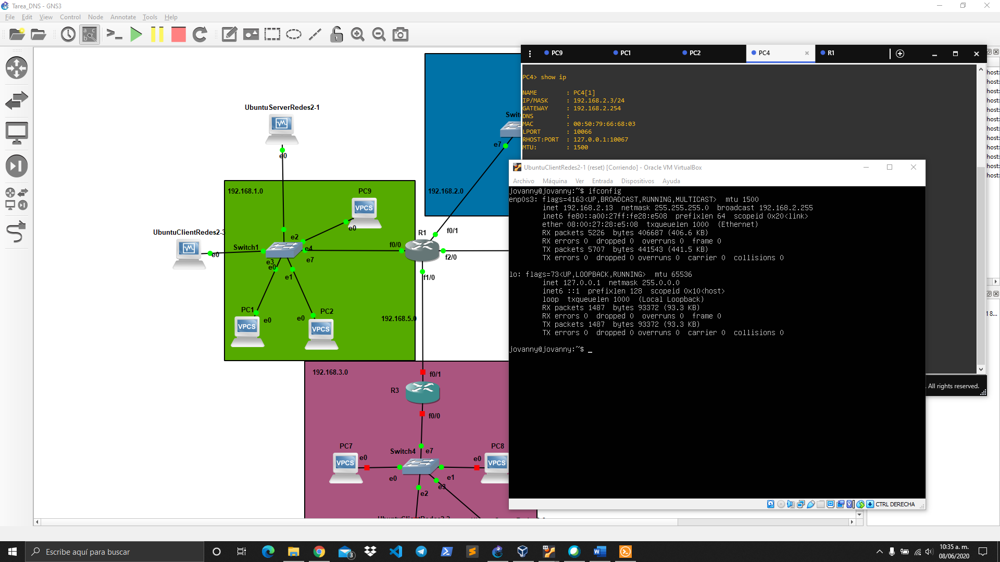 Tarea_DNS - GNS3
File Edit View Control Node Annotate Tools Help
PC9 PC1 PC2 PC4 R1
PC4> show ip
NAME : PC4[1]
IP/MASK : 192.168.2.3/24
GATEWAY : 192.168.2.254
DNS :
MAC : 00:50:79:66:68:03
LPORT : 10066
RHOST:PORT : 127.0.0.1:10067
MTU: : 1500
host:
host:
host:
host:
host:
host:
host:
host:
host:
host:
host:
host:
18...
All rights reserved.
UbuntuServerRedes2-1
e0
192.168.2.0
e7
192.168.1.0
PC9
VPCS
e0
UbuntuClientRedes2-3
e0
Switch1
e2
e4
e7
e3
e0
e1
f0/0
R1
f0/1
f2/0
f1/0
PC1
VPCS
e0
PC2
VPCS
e0
192.168.5.0
192.168.3.0
f0/1
R3
f0/0
PC7
VPCS
e0
Switch4
e7
e0
e1
e2
e3
PC8
VPCS
e0
UbuntuClientRedes2-1 (reset) [Corriendo] - Oracle VM VirtualBox
Archivo Máquina Ver Entrada Dispositivos Ayuda
jovanny@jovanny:~$ ifconfig
enp0s3: flags=4163<UP,BROADCAST,RUNNING,MULTICAST> mtu 1500
inet 192.168.2.13 netmask 255.255.255.0 broadcast 192.168.2.255
inet6 fe80::a00:27ff:fe28:e508 prefixlen 64 scopeid 0x20<link>
ether 08:00:27:28:e5:08 txqueuelen 1000 (Ethernet)
RX packets 5226 bytes 406687 (406.6 KB)
RX errors 0 dropped 0 overruns 0 frame 0
TX packets 5707 bytes 441543 (441.5 KB)
TX errors 0 dropped 0 overruns 0 carrier 0 collisions 0
lo: flags=73<UP,LOOPBACK,RUNNING> mtu 65536
inet 127.0.0.1 netmask 255.0.0.0
inet6 ::1 prefixlen 128 scopeid 0x10<host>
loop txqueuelen 1000 (Local Loopback)
RX packets 1487 bytes 93372 (93.3 KB)
RX errors 0 dropped 0 overruns 0 frame 0
TX packets 1487 bytes 93372 (93.3 KB)
TX errors 0 dropped 0 overruns 0 carrier 0 collisions 0
jovanny@jovanny:~$ _
CTRL DERECHA
Escribe aquí para buscar
3
10:35 a. m.
08/06/2020